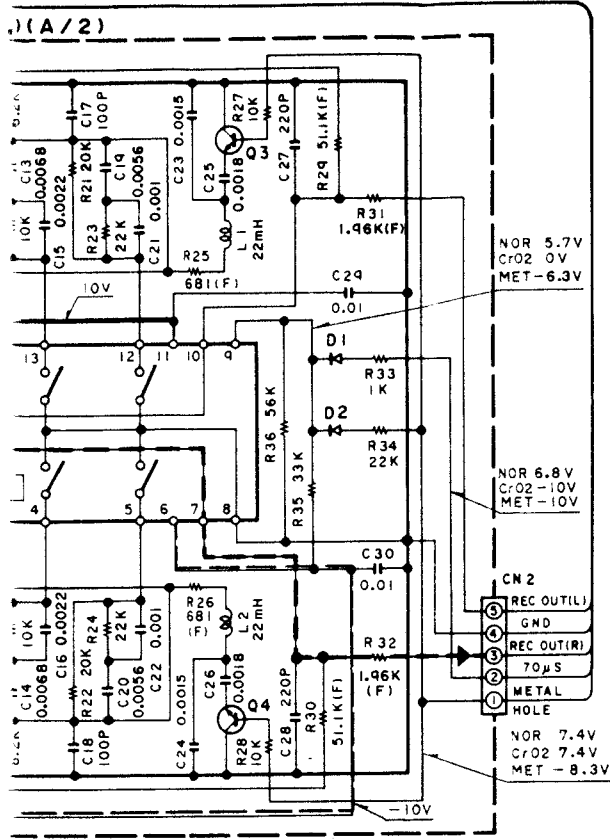 )(A/2)
C17
100P
0.0015
R27
10K
220P
R29 51.1K(F)
6.2K
C13
0.0068
0.0022
R21 20K
C19
0.0056
0.001
C23
C25
0.0018
Q3
C27
10K
C15
R23
22K
C21
L1
22mH
R31
1.96K(F)
R25
681(F)
NOR 5.7V
CrO2 0V
MET-6.3V
10V
C29
0.01
13
12
11
10
9
D1
R33
1K
R36 56K
D2
R34
22K
R35 33K
NOR 6.8V
CrO2-10V
MET-10V
4
5
6
7
8
C30
0.01
CN2
R26
681
(F)
L2
22mH
10K
C16 0.0022
R24
22K
0.001
C22
R32
1.96K
(F)
5 REC OUT(L)
4 GND
3 REC OUT(R)
2 70µS
1 METAL
HOLE
C14
0.0068
R22 20K
C20
0.0056
0.0015
C26
0.0018
Q4
220P
R30
51.1K(F)
8.2K
C18
100P
C24
R28
10K
C28
NOR 7.4V
CrO2 7.4V
MET -8.3V
-10V